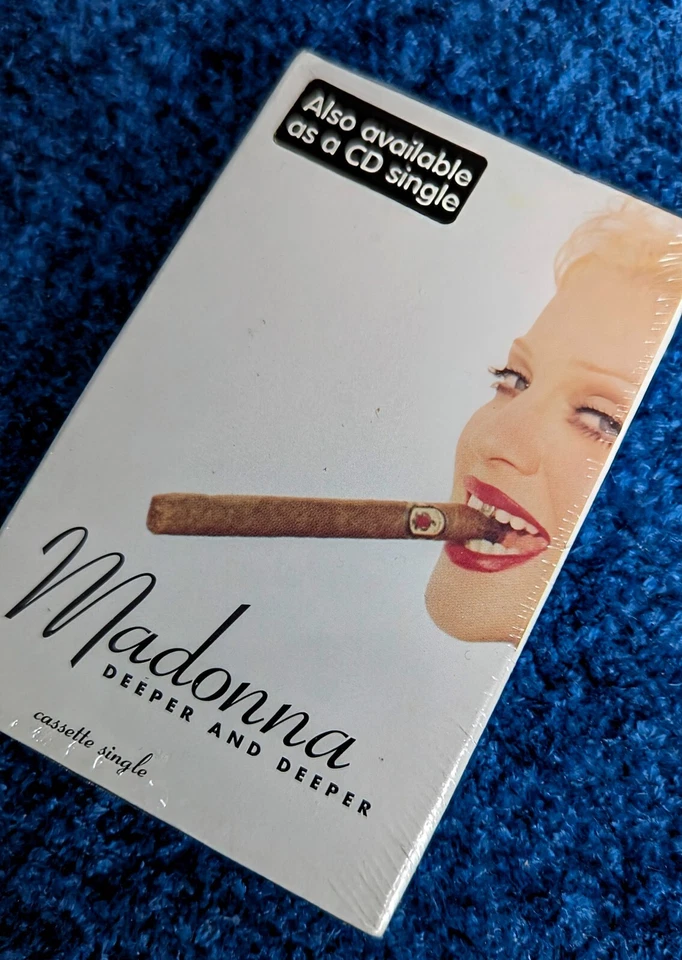 Also available
as a CD single
Madonna
DEEPER AND DEEPER
cassette single